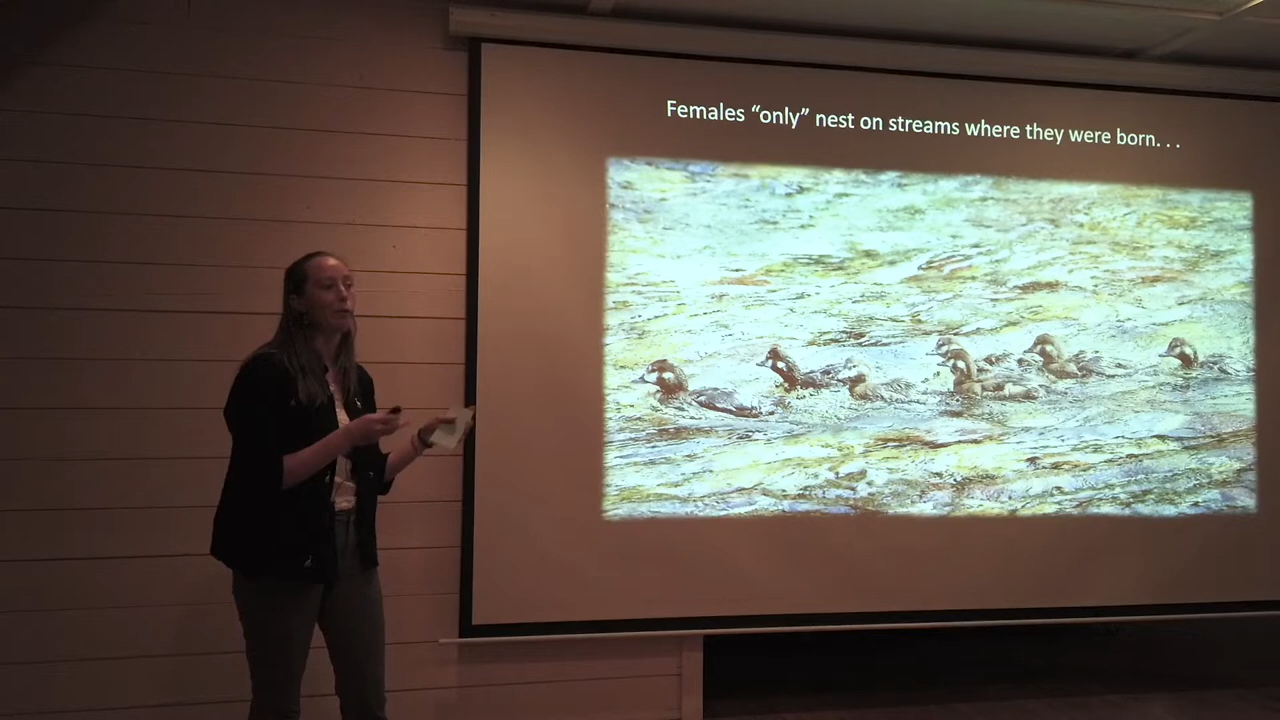 Females “only” nest on streams where they were born. . .